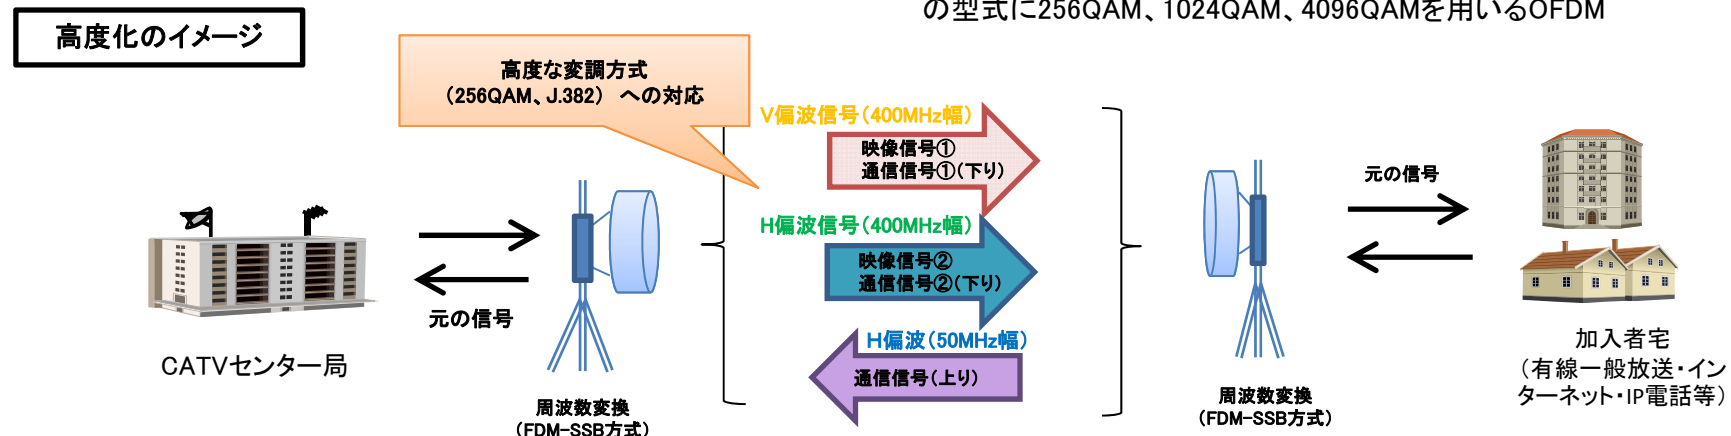 の型式に256QAM、1024QAM、4096QAMを用いるOFDM
高度化のイメージ
高度な変調方式
（256QAM、J.382） への対応
V偏波信号（400MHz幅）
映像信号①
通信信号①（下り）
H偏波信号（400MHz幅）
映像信号②
通信信号②（下り）
H偏波（50MHz幅）
通信信号（上り）
元の信号
CATVセンター局
周波数変換
（FDM-SSB方式）
周波数変換
（FDM-SSB方式）
元の信号
加入者宅
（有線一般放送・イン
ターネット・IP電話等）